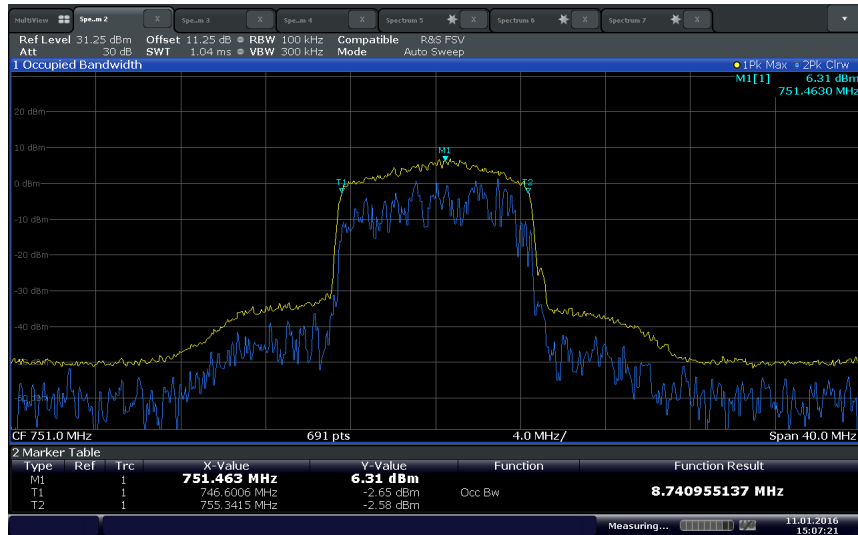 MultiView Spe..m 2 X Spe..m 3 X Spe..m 4 X Spectrum 5 X Spectrum 6 X Spectrum 7 X
Ref Level 31.25 dBm Offset 11.25 dB RBW 100 kHz Compatible R&S FSV
Att 30 dB SWT 1.04 ms VBW 300 kHz Mode Auto Sweep
1 Occupied Bandwidth 1Pk Max 2Pk Clrw
M1[1] 6.31 dBm
751.4630 MHz
20 dBm
10 dBm
M1
0 dBm
T1 T2
-10 dBm
-20 dBm
-30 dBm
-40 dBm
CF 751.0 MHz 691 pts 4.0 MHz/ Span 40.0 MHz
2 Marker Table
Type Ref Trc X-Value Y-Value Function Function Result
M1 1 751.463 MHz 6.31 dBm
T1 1 746.6006 MHz -2.65 dBm Occ Bw 8.740955137 MHz
T2 1 755.3415 MHz -2.58 dBm
Measuring... 11.01.2016
15:07:21